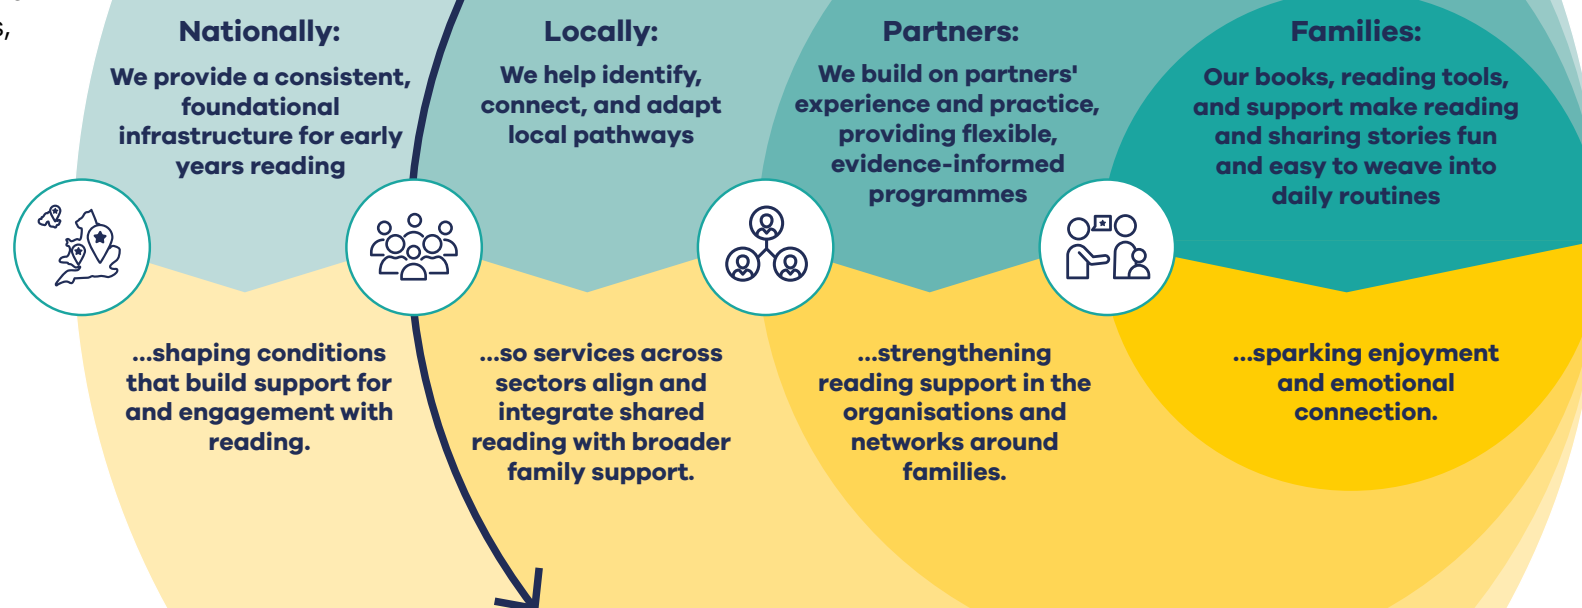 s,
Nationally:
We provide a consistent,
foundational
infrastructure for early
years reading
...shaping conditions
that build support for
and engagement with
reading.
Locally:
We help identify,
connect, and adapt
local pathways
...so services across
sectors align and
integrate shared
reading with broader
family support.
Partners:
We build on partners'
experience and practice,
providing flexible,
evidence-informed
programmes
...strengthening
reading support in the
organisations and
networks around
families.
Families:
Our books, reading tools,
and support make reading
and sharing stories fun
and easy to weave into
daily routines
...sparking enjoyment
and emotional
connection.